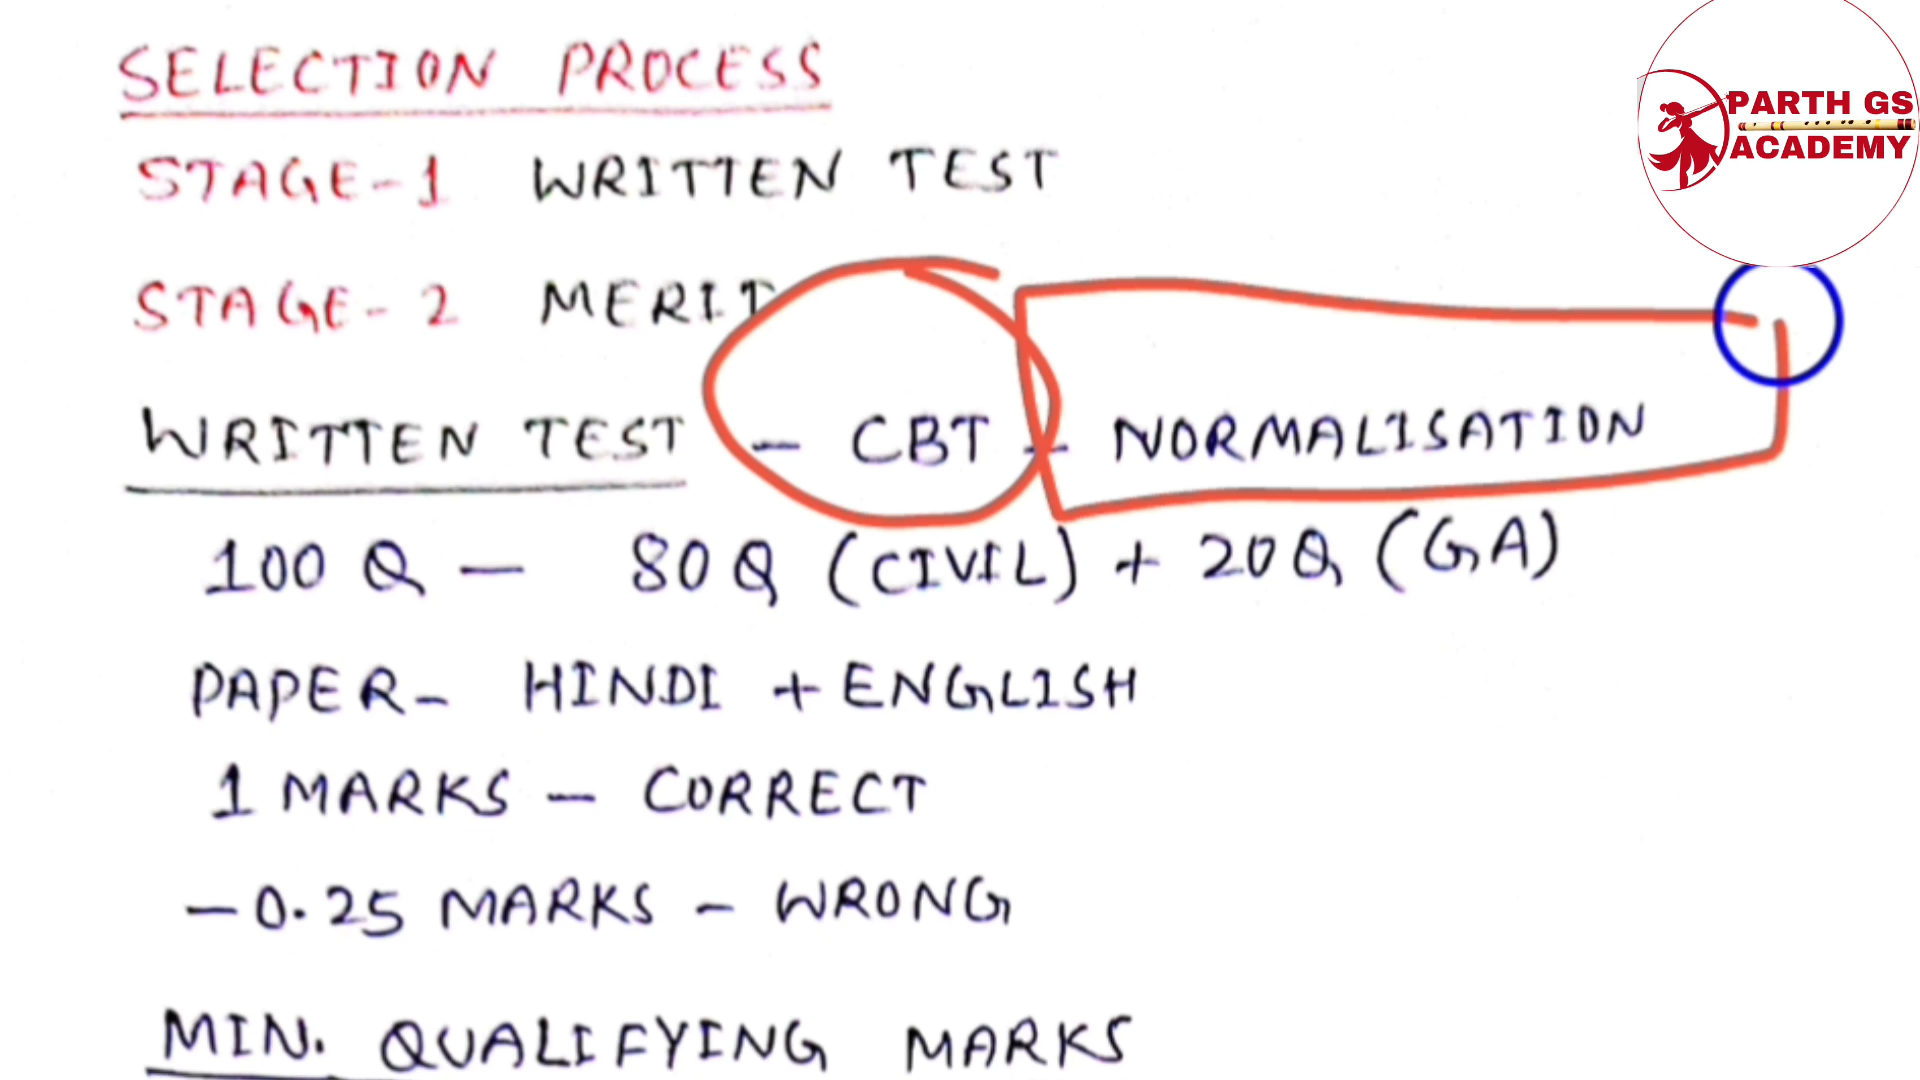 SELECTION PROCESS
PARTH GS
ACADEMY
STAGE-1 WRITTEN TEST
STAGE-2 MERIT
WRITTEN TEST - CBT - NORMALISATION
100 Q - 80 Q (CIVIL) + 20 Q (GA)
PAPER- HINDI + ENGLISH
1 MARKS - CORRECT
-0.25 MARKS - WRONG
MIN. QUALIFYING MARKS